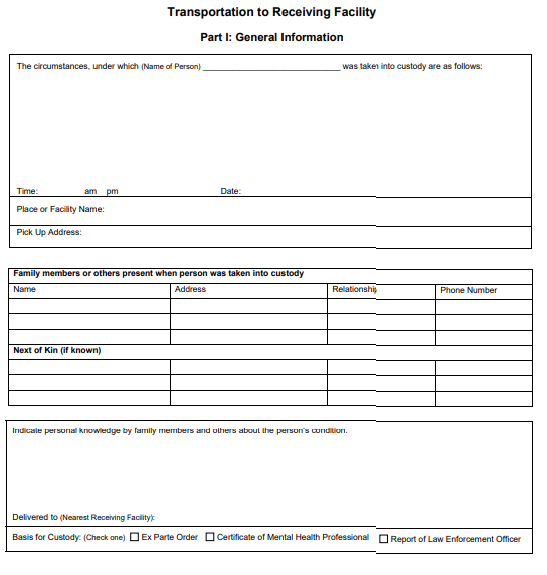 Transportation to Receiving Facility
Part I: General Information
The circumstances, under which (Name of Person) ______________________________ was taken into custody are as follows:
Time: am pm Date:
Place or Facility Name:
Pick Up Address:
Family members or others present when person was taken into custody
Name Address Relationship Phone Number
Next of Kin (if known)
Indicate personal knowledge by family members and others about the person's condition.
Delivered to (Nearest Receiving Facility):
Basis for Custody: (Check one) ☐ Ex Parte Order ☐ Certificate of Mental Health Professional ☐ Report of Law Enforcement Officer